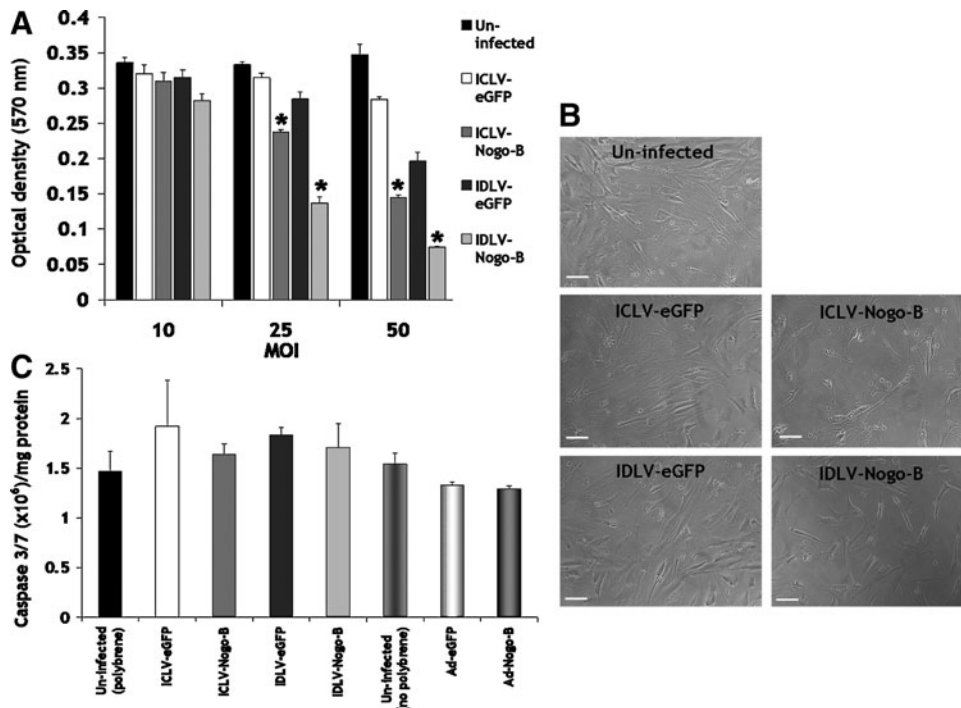 A
Optical density (570 nm)
0.4
0.35
0.3
0.25
0.2
0.15
0.1
0.05
0
*
*
*
*
10
25
50
MOI
Un-
infected
ICLV-
eGFP
ICLV-
Nogo-B
IDLV-
eGFP
IDLV-
Nogo-B
B
Un-infected
ICLV-eGFP
ICLV-Nogo-B
IDLV-eGFP
IDLV-Nogo-B
C
Caspase 3/7 (x10⁶)/mg protein
2.5
2
1.5
1
0.5
0
Un-infected
(polybrene)
ICLV-eGFP
ICLV-Nogo-B
IDLV-eGFP
IDLV-Nogo-B
Un-infected
(no polybrene)
Ad-eGFP
Ad-Nogo-B